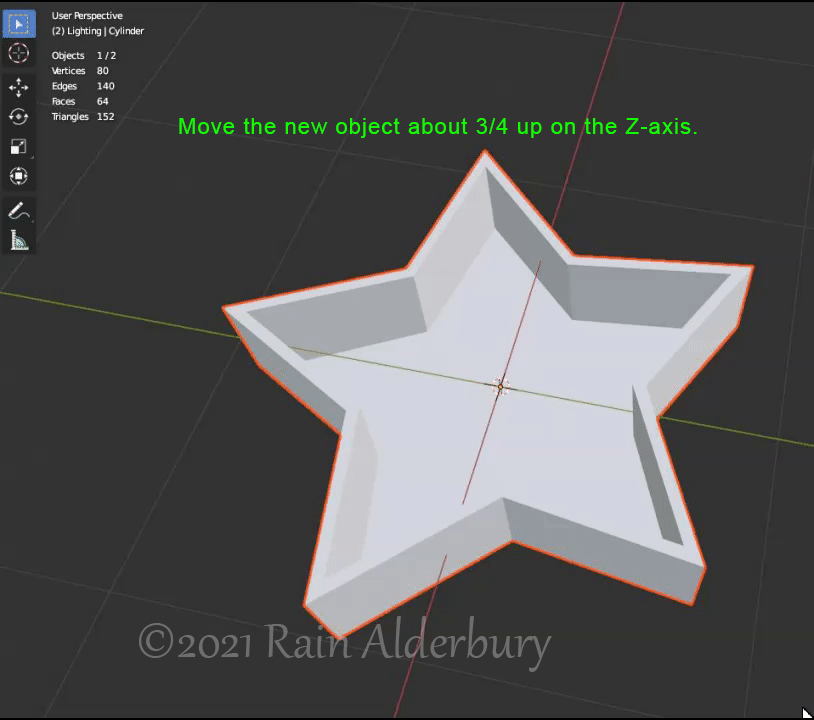 User Perspective
(2) Lighting | Cylinder
Objects 1 / 2
Vertices 80
Edges 140
Faces 64
Triangles 152
Move the new object about 3/4 up on the Z-axis.
©2021 Rain Alderbury